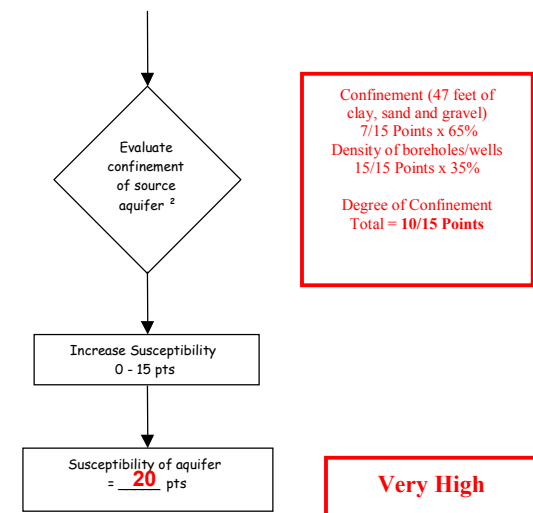 Evaluate
confinement
of source
aquifer ²
Confinement (47 feet of
clay, sand and gravel)
7/15 Points x 65%
Density of boreholes/wells
15/15 Points x 35%
Degree of Confinement
Total = 10/15 Points
Increase Susceptibility
0 - 15 pts
Susceptibility of aquifer
= 20 pts
Very High